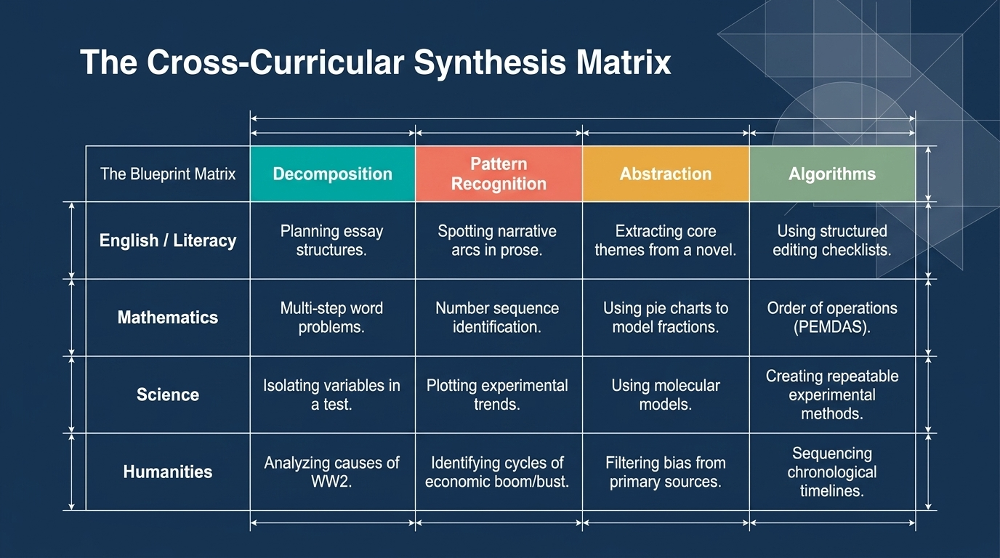 The Cross-Curricular Synthesis Matrix
The Blueprint Matrix
Decomposition
Pattern
Recognition
Abstraction
Algorithms
English / Literacy
Planning essay
structures.
Spotting narrative
arcs in prose.
Extracting core
themes from a novel.
Using structured
editing checklists.
Mathematics
Multi-step word
problems.
Number sequence
identification.
Using pie charts to
model fractions.
Order of operations
(PEMDAS).
Science
Isolating variables in
a test.
Plotting experimental
trends.
Using molecular
models.
Creating repeatable
experimental
methods.
Humanities
Analyzing causes of
WW2.
Identifying cycles of
economic boom/bust.
Filtering bias from
primary sources.
Sequencing
chronological
timelines.